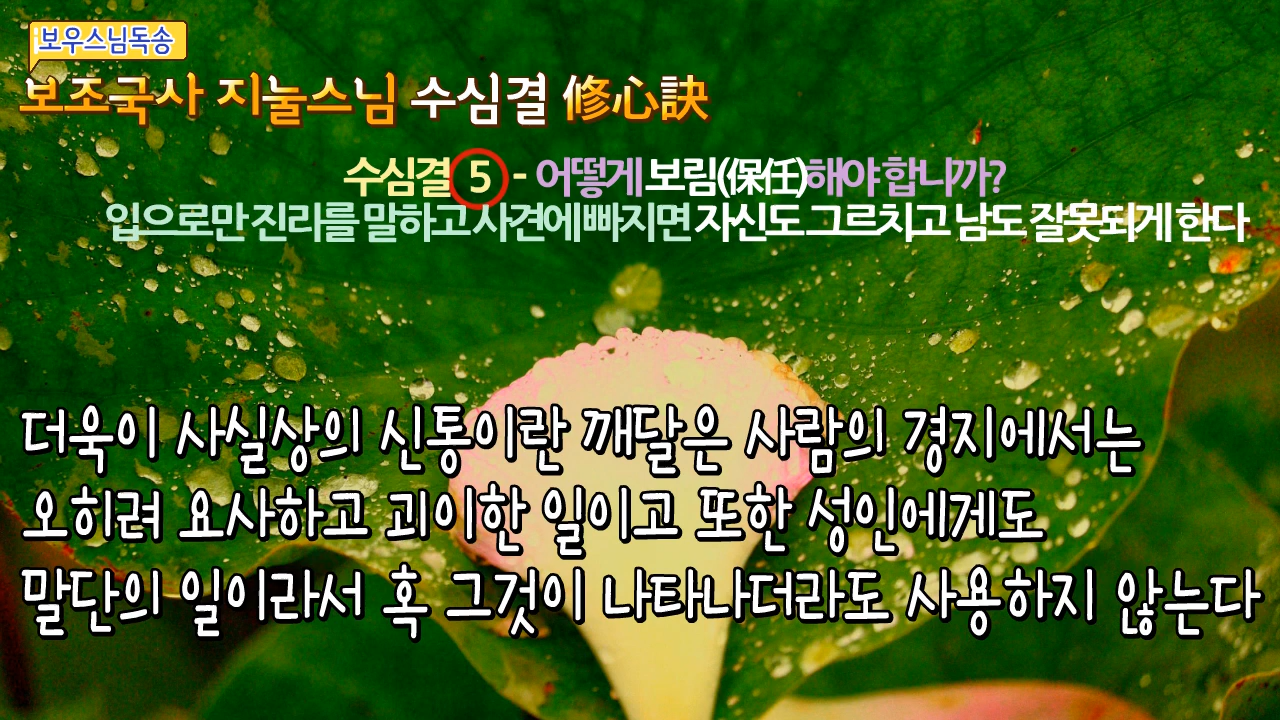 보우스님독송
보조국사 지눌스님 수심결 修心訣
수심결 5 - 어떻게 보림(保任)해야 합니까?
입으로만 진리를 말하고 사견에 빠지면 자신도 그르치고 남도 잘못되게 한다
더욱이 사실상의 신통이란 깨달은 사람의 경지에서는
오히려 요사하고 괴이한 일이고 또한 성인에게도
말단의 일이라서 혹 그것이 나타나더라도 사용하지 않는다